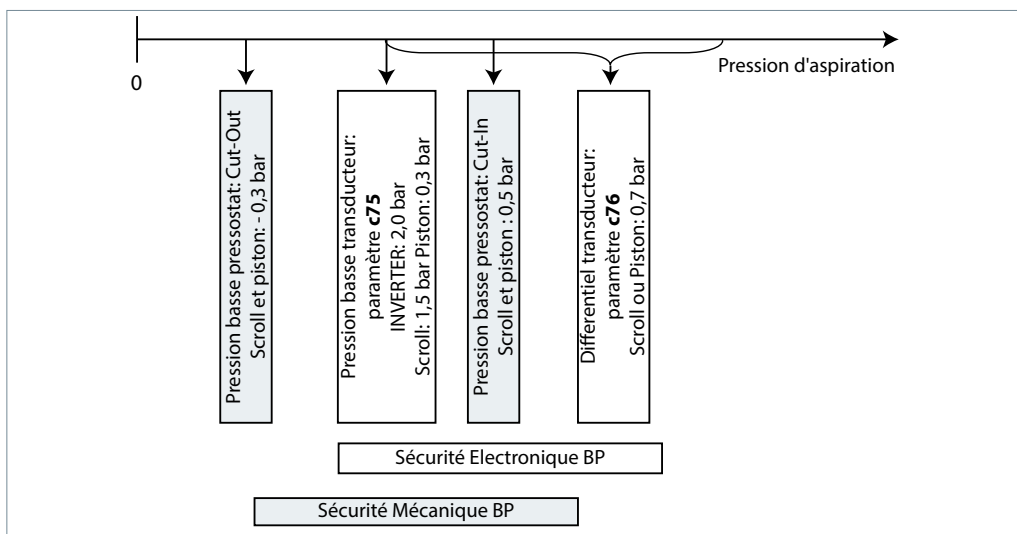 0
Pression d'aspiration
Pression basse pressostat: Cut-Out
Scroll et piston: - 0,3 bar
Pression basse transducteur:
paramètre c75
INVERTER: 2,0 bar
Scroll: 1,5 bar Piston: 0,3 bar
Pression basse pressostat: Cut-In
Scroll et piston : 0,5 bar
Differentiel transducteur:
paramètre c76
Scroll ou Piston: 0,7 bar
Sécurité Electronique BP
Sécurité Mécanique BP